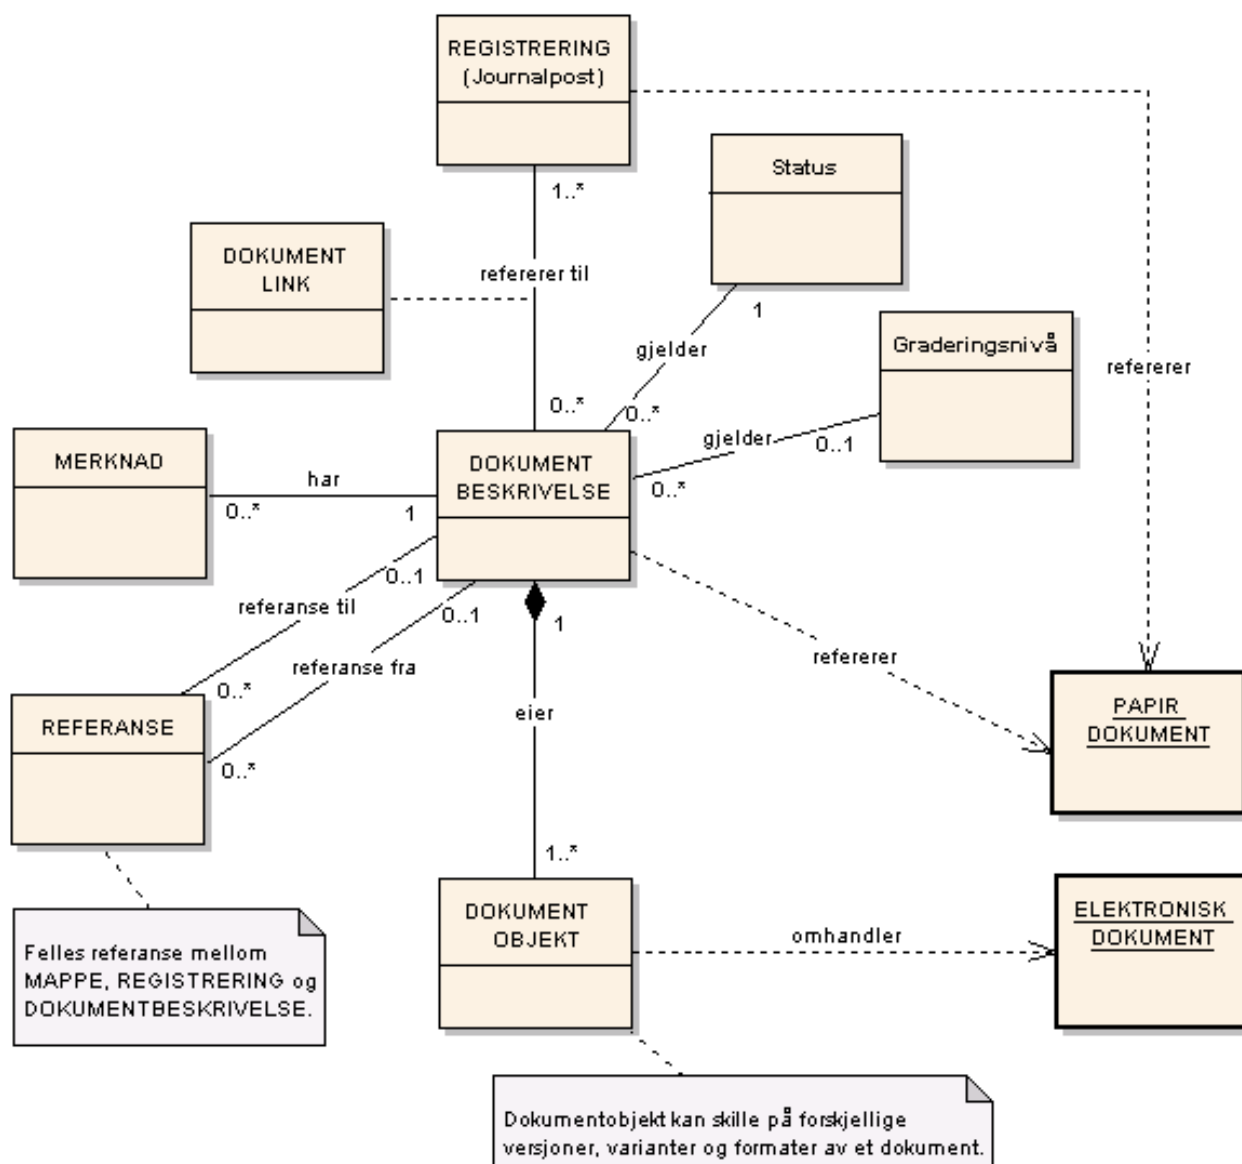 REGISTRERING
(Journalpost)
1..*
Status
DOKUMENT
LINK
refererer til
1
gjelder
Graderingsnivå
refererer
0..*
0..*
gjelder
0..1
MERKNAD
har
0..*
1
DOKUMENT
BESKRIVELSE
0..*
0..1
referanse til
0..1
1
referanse fra
refererer
0..*
REFERANSE
eier
0..*
PAPIR
DOKUMENT
1..*
Felles referanse mellom
MAPPE, REGISTRERING og
DOKUMENTBESKRIVELSE.
DOKUMENT
OBJEKT
omhandler
ELEKTRONISK
DOKUMENT
Dokumentobjekt kan skille på forskjellige
versjoner, varianter og formater av et dokument.